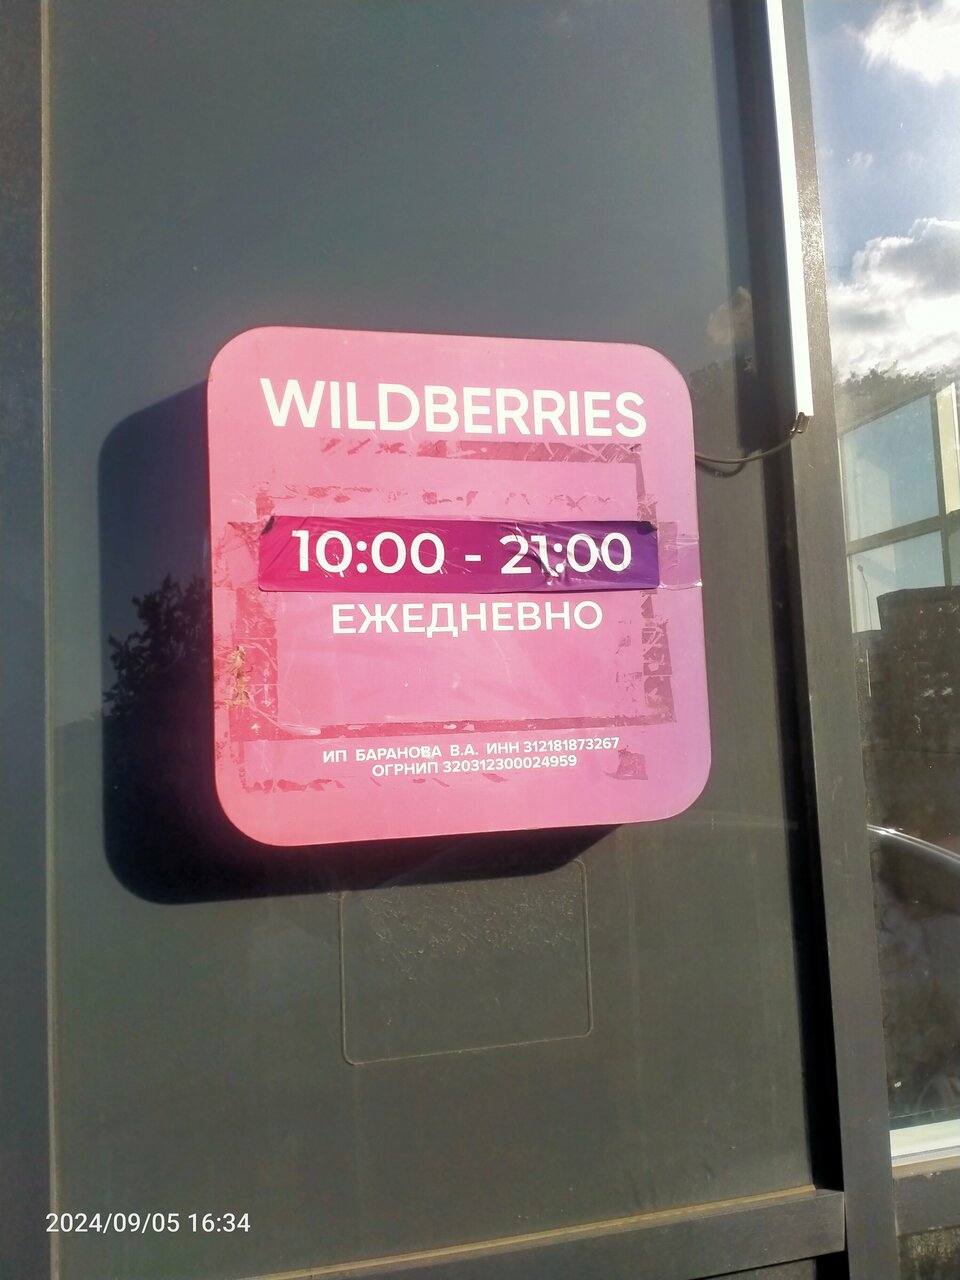 WILDBERRIES
10:00 - 21:00
ЕЖЕДНЕВНО
ИП БАРАНОВА В.А. ИНН 312181873267
ОГРНИП 320312300024959
2024/09/05 16:34